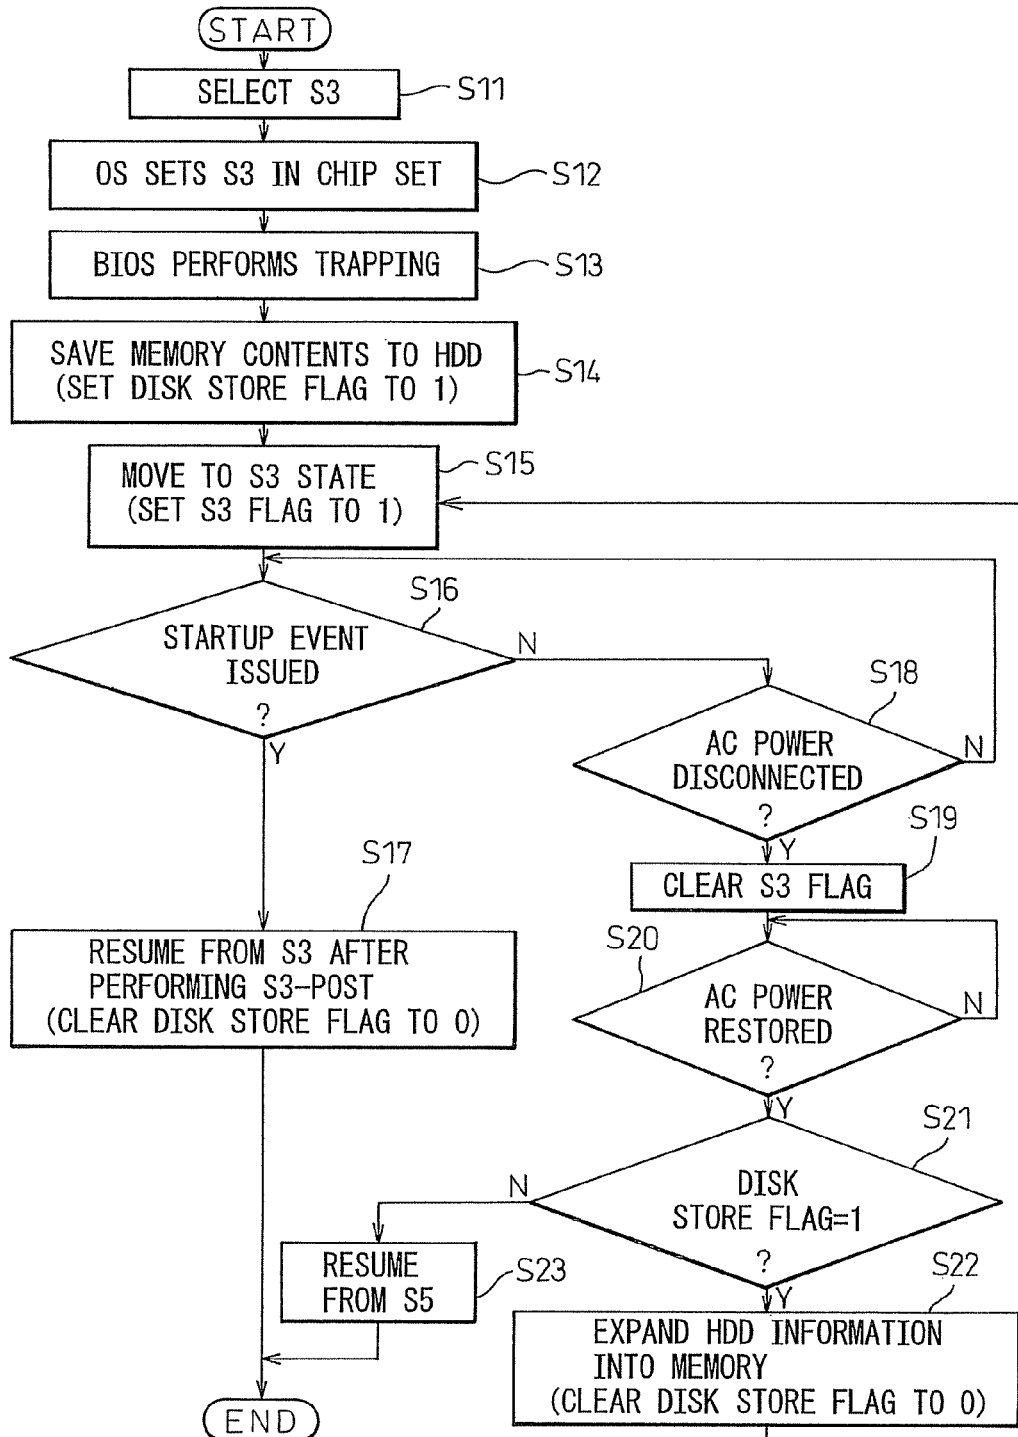 START
SELECT S3
S11
OS SETS S3 IN CHIP SET
S12
BIOS PERFORMS TRAPPING
S13
SAVE MEMORY CONTENTS TO HDD
(SET DISK STORE FLAG TO 1)
S14
MOVE TO S3 STATE
(SET S3 FLAG TO 1)
S15
S16
STARTUP EVENT
ISSUED
?
N
Y
S18
AC POWER
DISCONNECTED
?
N
Y
S19
CLEAR S3 FLAG
S17
RESUME FROM S3 AFTER
PERFORMING S3-POST
(CLEAR DISK STORE FLAG TO 0)
S20
AC POWER
RESTORED
?
N
Y
S21
DISK
STORE FLAG=1
?
N
Y
RESUME
FROM S5
S23
S22
EXPAND HDD INFORMATION
INTO MEMORY
(CLEAR DISK STORE FLAG TO 0)
END